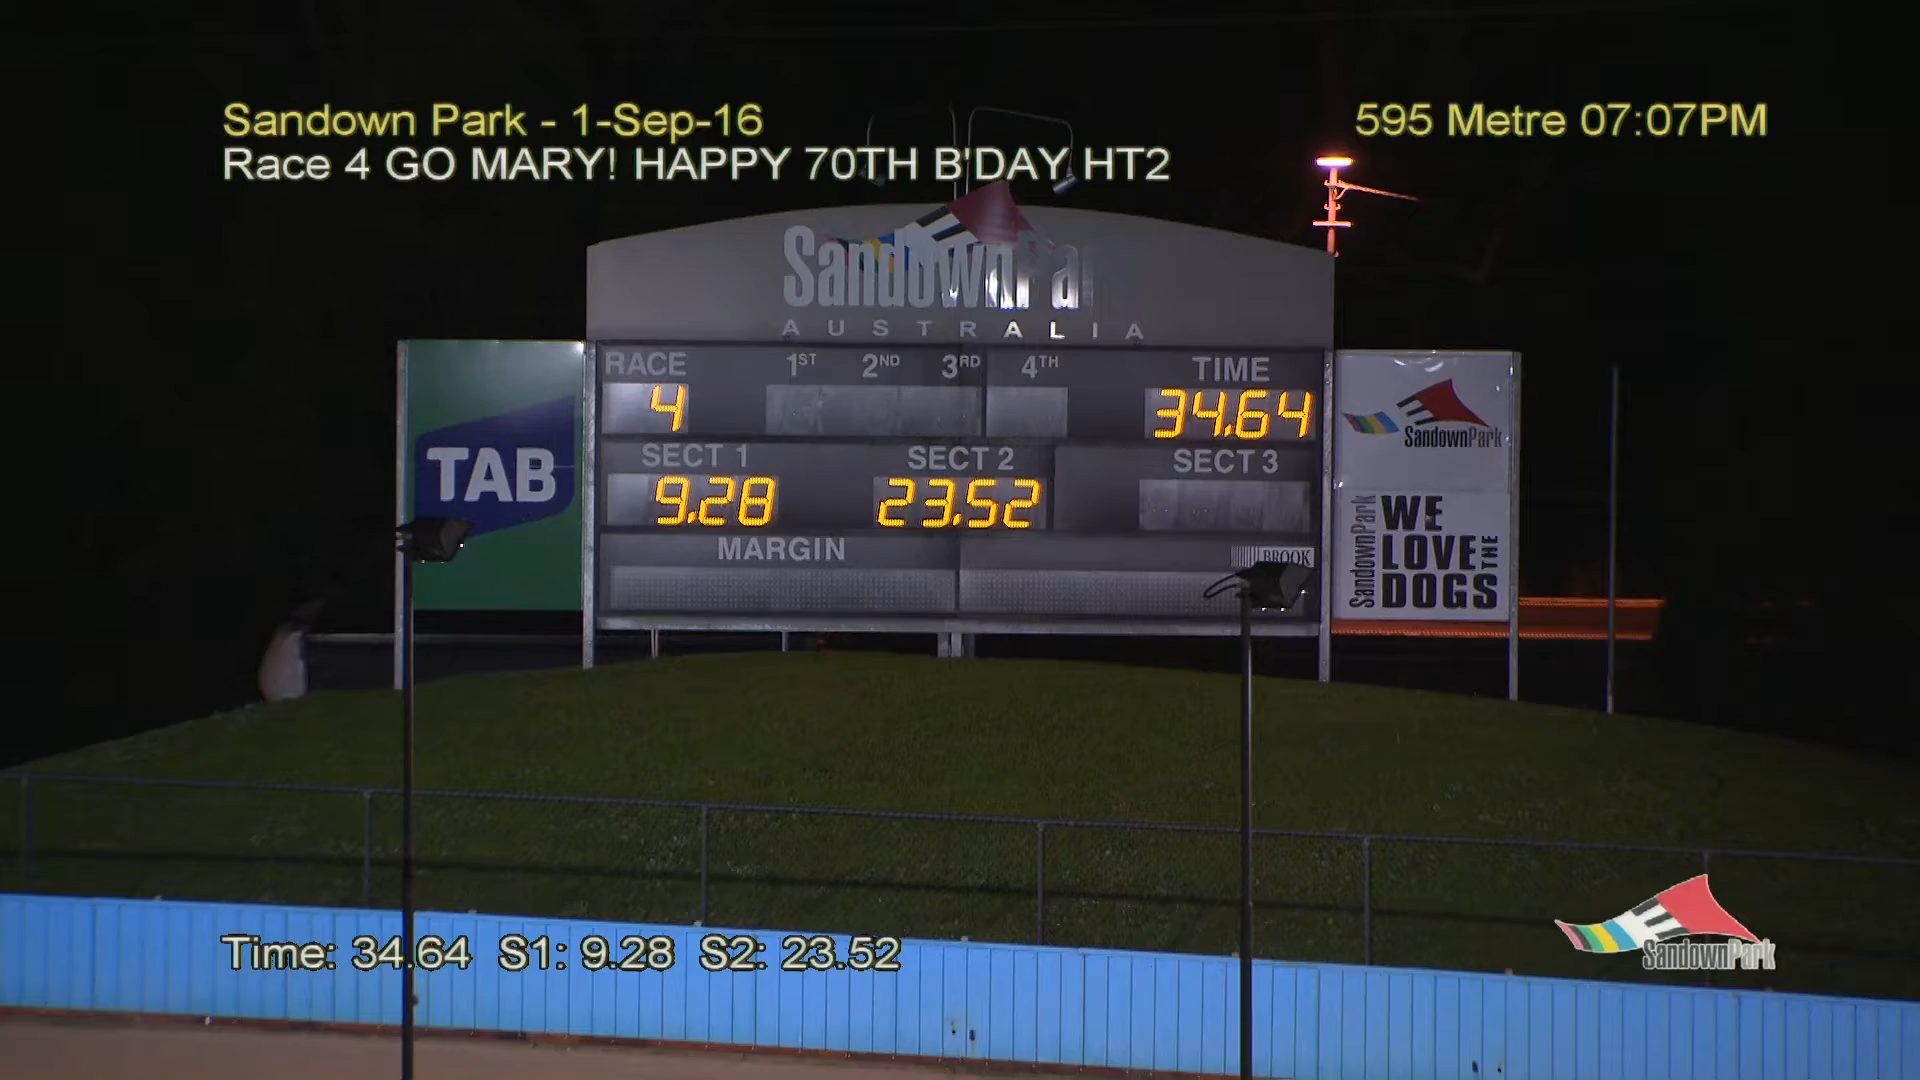 Sandown Park - 1-Sep-16
595 Metre 07:07PM
Race 4 GO MARY! HAPPY 70TH B'DAY HT2
SandownPa
AUSTRALIA
RACE 1ST 2ND 3RD 4TH TIME
4 34.64
SECT 1 SECT 2 SECT 3
9.28 23.52
MARGIN
BROOK
TAB
SandownPark
SandownPark
WE
LOVE THE
DOGS
Time: 34.64 S1: 9.28 S2: 23.52
SandownPark